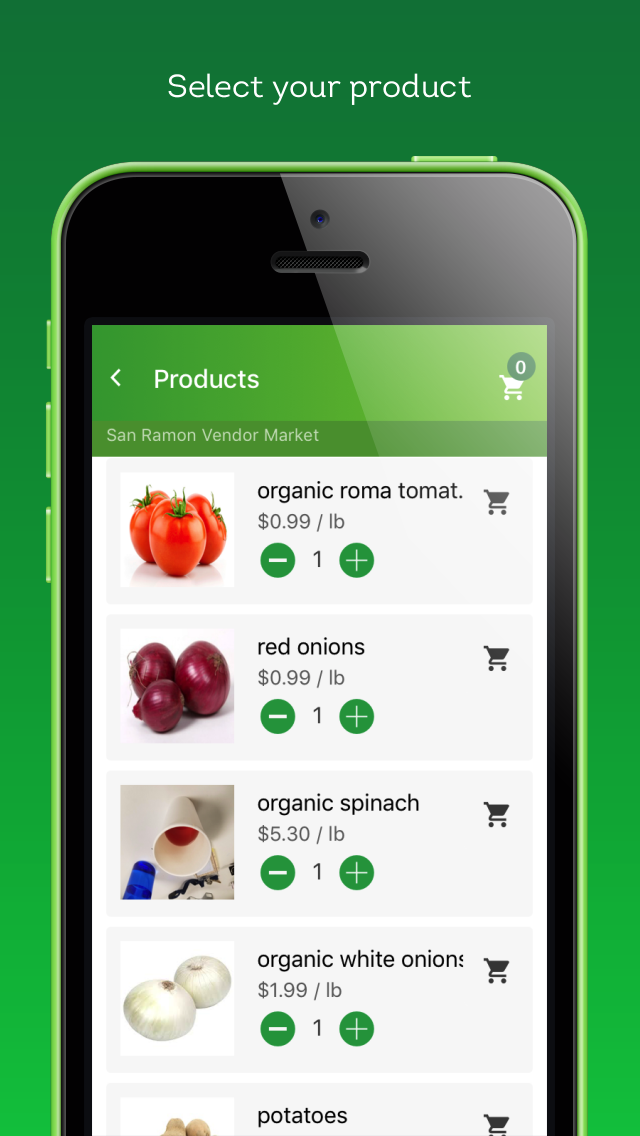 Select your product
0
Products
San Ramon Vendor Market
organic roma tomat.
$0.99 / lb
1
red onions
$0.99 / lb
1
organic spinach
$5.30 / lb
1
organic white onions
$1.99 / lb
1
potatoes